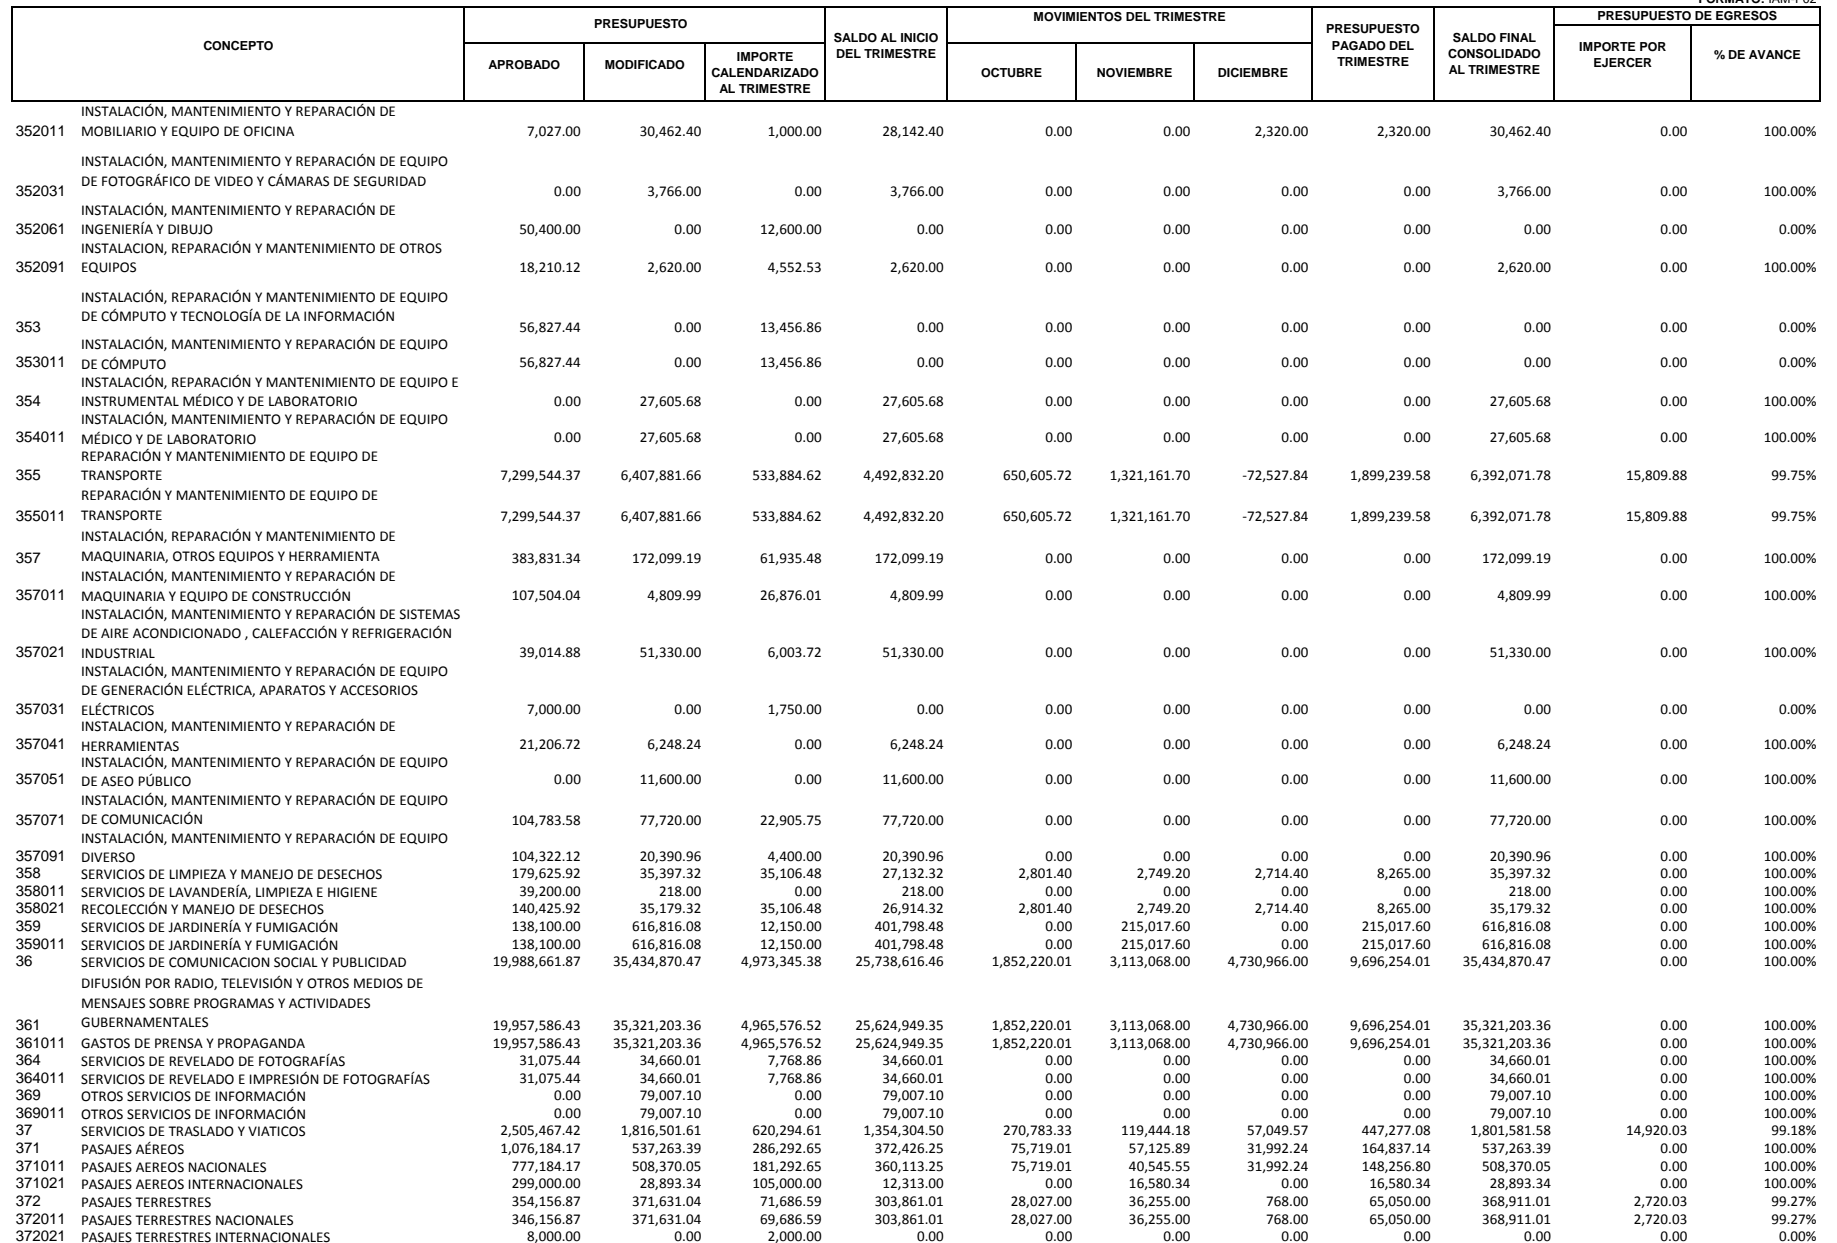 FORMATO: IAM-F02
CONCEPTO PRESUPUESTO SALDO AL INICIO DEL TRIMESTRE MOVIMIENTOS DEL TRIMESTRE PRESUPUESTO PAGADO DEL TRIMESTRE SALDO FINAL CONSOLIDADO AL TRIMESTRE PRESUPUESTO DE EGRESOS
APROBADO MODIFICADO IMPORTE CALENDARIZADO AL TRIMESTRE OCTUBRE NOVIEMBRE DICIEMBRE IMPORTE POR EJERCER % DE AVANCE
INSTALACIÓN, MANTENIMIENTO Y REPARACIÓN DE
352011 MOBILIARIO Y EQUIPO DE OFICINA 7,027.00 30,462.40 1,000.00 28,142.40 0.00 0.00 2,320.00 2,320.00 30,462.40 0.00 100.00%
INSTALACIÓN, MANTENIMIENTO Y REPARACIÓN DE EQUIPO
DE FOTOGRÁFICO DE VIDEO Y CÁMARAS DE SEGURIDAD
352031 0.00 3,766.00 0.00 3,766.00 0.00 0.00 0.00 0.00 3,766.00 0.00 100.00%
INSTALACIÓN, MANTENIMIENTO Y REPARACIÓN DE
352061 INGENIERÍA Y DIBUJO 50,400.00 0.00 12,600.00 0.00 0.00 0.00 0.00 0.00 0.00 0.00 0.00%
INSTALACION, REPARACIÓN Y MANTENIMIENTO DE OTROS
352091 EQUIPOS 18,210.12 2,620.00 4,552.53 2,620.00 0.00 0.00 0.00 0.00 2,620.00 0.00 100.00%
INSTALACIÓN, REPARACIÓN Y MANTENIMIENTO DE EQUIPO
DE CÓMPUTO Y TECNOLOGÍA DE LA INFORMACIÓN
353 56,827.44 0.00 13,456.86 0.00 0.00 0.00 0.00 0.00 0.00 0.00 0.00%
INSTALACIÓN, MANTENIMIENTO Y REPARACIÓN DE EQUIPO
353011 DE CÓMPUTO 56,827.44 0.00 13,456.86 0.00 0.00 0.00 0.00 0.00 0.00 0.00 0.00%
INSTALACIÓN, REPARACIÓN Y MANTENIMIENTO DE EQUIPO E
354 INSTRUMENTAL MÉDICO Y DE LABORATORIO 0.00 27,605.68 0.00 27,605.68 0.00 0.00 0.00 0.00 27,605.68 0.00 100.00%
INSTALACIÓN, MANTENIMIENTO Y REPARACIÓN DE EQUIPO
354011 MÉDICO Y DE LABORATORIO 0.00 27,605.68 0.00 27,605.68 0.00 0.00 0.00 0.00 27,605.68 0.00 100.00%
REPARACIÓN Y MANTENIMIENTO DE EQUIPO DE
355 TRANSPORTE 7,299,544.37 6,407,881.66 533,884.62 4,492,832.20 650,605.72 1,321,161.70 -72,527.84 1,899,239.58 6,392,071.78 15,809.88 99.75%
REPARACIÓN Y MANTENIMIENTO DE EQUIPO DE
355011 TRANSPORTE 7,299,544.37 6,407,881.66 533,884.62 4,492,832.20 650,605.72 1,321,161.70 -72,527.84 1,899,239.58 6,392,071.78 15,809.88 99.75%
INSTALACIÓN, REPARACIÓN Y MANTENIMIENTO DE
357 MAQUINARIA, OTROS EQUIPOS Y HERRAMIENTA 383,831.34 172,099.19 61,935.48 172,099.19 0.00 0.00 0.00 0.00 172,099.19 0.00 100.00%
INSTALACIÓN, MANTENIMIENTO Y REPARACIÓN DE
357011 MAQUINARIA Y EQUIPO DE CONSTRUCCIÓN 107,504.04 4,809.99 26,876.01 4,809.99 0.00 0.00 0.00 0.00 4,809.99 0.00 100.00%
INSTALACIÓN, MANTENIMIENTO Y REPARACIÓN DE SISTEMAS
DE AIRE ACONDICIONADO , CALEFACCIÓN Y REFRIGERACIÓN
357021 INDUSTRIAL 39,014.88 51,330.00 6,003.72 51,330.00 0.00 0.00 0.00 0.00 51,330.00 0.00 100.00%
INSTALACIÓN, MANTENIMIENTO Y REPARACIÓN DE EQUIPO
DE GENERACIÓN ELÉCTRICA, APARATOS Y ACCESORIOS
357031 ELÉCTRICOS 7,000.00 0.00 1,750.00 0.00 0.00 0.00 0.00 0.00 0.00 0.00 0.00%
INSTALACION, MANTENIMIENTO Y REPARACIÓN DE
357041 HERRAMIENTAS 21,206.72 6,248.24 0.00 6,248.24 0.00 0.00 0.00 0.00 6,248.24 0.00 100.00%
INSTALACIÓN, MANTENIMIENTO Y REPARACIÓN DE EQUIPO
357051 DE ASEO PÚBLICO 0.00 11,600.00 0.00 11,600.00 0.00 0.00 0.00 0.00 11,600.00 0.00 100.00%
INSTALACIÓN, MANTENIMIENTO Y REPARACIÓN DE EQUIPO
357071 DE COMUNICACIÓN 104,783.58 77,720.00 22,905.75 77,720.00 0.00 0.00 0.00 0.00 77,720.00 0.00 100.00%
INSTALACIÓN, MANTENIMIENTO Y REPARACIÓN DE EQUIPO
357091 DIVERSO 104,322.12 20,390.96 4,400.00 20,390.96 0.00 0.00 0.00 0.00 20,390.96 0.00 100.00%
358 SERVICIOS DE LIMPIEZA Y MANEJO DE DESECHOS 179,625.92 35,397.32 35,106.48 27,132.32 2,801.40 2,749.20 2,714.40 8,265.00 35,397.32 0.00 100.00%
358011 SERVICIOS DE LAVANDERÍA, LIMPIEZA E HIGIENE 39,200.00 218.00 0.00 218.00 0.00 0.00 0.00 0.00 218.00 0.00 100.00%
358021 RECOLECCIÓN Y MANEJO DE DESECHOS 140,425.92 35,179.32 35,106.48 26,914.32 2,801.40 2,749.20 2,714.40 8,265.00 35,179.32 0.00 100.00%
359 SERVICIOS DE JARDINERÍA Y FUMIGACIÓN 138,100.00 616,816.08 12,150.00 401,798.48 0.00 215,017.60 0.00 215,017.60 616,816.08 0.00 100.00%
359011 SERVICIOS DE JARDINERÍA Y FUMIGACIÓN 138,100.00 616,816.08 12,150.00 401,798.48 0.00 215,017.60 0.00 215,017.60 616,816.08 0.00 100.00%
36 SERVICIOS DE COMUNICACION SOCIAL Y PUBLICIDAD 19,988,661.87 35,434,870.47 4,973,345.38 25,738,616.46 1,852,220.01 3,113,068.00 4,730,966.00 9,696,254.01 35,434,870.47 0.00 100.00%
DIFUSIÓN POR RADIO, TELEVISIÓN Y OTROS MEDIOS DE
MENSAJES SOBRE PROGRAMAS Y ACTIVIDADES
361 GUBERNAMENTALES 19,957,586.43 35,321,203.36 4,965,576.52 25,624,949.35 1,852,220.01 3,113,068.00 4,730,966.00 9,696,254.01 35,321,203.36 0.00 100.00%
361011 GASTOS DE PRENSA Y PROPAGANDA 19,957,586.43 35,321,203.36 4,965,576.52 25,624,949.35 1,852,220.01 3,113,068.00 4,730,966.00 9,696,254.01 35,321,203.36 0.00 100.00%
364 SERVICIOS DE REVELADO DE FOTOGRAFÍAS 31,075.44 34,660.01 7,768.86 34,660.01 0.00 0.00 0.00 0.00 34,660.01 0.00 100.00%
364011 SERVICIOS DE REVELADO E IMPRESIÓN DE FOTOGRAFÍAS 31,075.44 34,660.01 7,768.86 34,660.01 0.00 0.00 0.00 0.00 34,660.01 0.00 100.00%
369 OTROS SERVICIOS DE INFORMACIÓN 0.00 79,007.10 0.00 79,007.10 0.00 0.00 0.00 0.00 79,007.10 0.00 100.00%
369011 OTROS SERVICIOS DE INFORMACIÓN 0.00 79,007.10 0.00 79,007.10 0.00 0.00 0.00 0.00 79,007.10 0.00 100.00%
37 SERVICIOS DE TRASLADO Y VIATICOS 2,505,467.42 1,816,501.61 620,294.61 1,354,304.50 270,783.33 119,444.18 57,049.57 447,277.08 1,801,581.58 14,920.03 99.18%
371 PASAJES AÉREOS 1,076,184.17 537,263.39 286,292.65 372,426.25 75,719.01 57,125.89 31,992.24 164,837.14 537,263.39 0.00 100.00%
371011 PASAJES AEREOS NACIONALES 777,184.17 508,370.05 181,292.65 360,113.25 75,719.01 40,545.55 31,992.24 148,256.80 508,370.05 0.00 100.00%
371021 PASAJES AEREOS INTERNACIONALES 299,000.00 28,893.34 105,000.00 12,313.00 0.00 16,580.34 0.00 16,580.34 28,893.34 0.00 100.00%
372 PASAJES TERRESTRES 354,156.87 371,631.04 71,686.59 303,861.01 28,027.00 36,255.00 768.00 65,050.00 368,911.01 2,720.03 99.27%
372011 PASAJES TERRESTRES NACIONALES 346,156.87 371,631.04 69,686.59 303,861.01 28,027.00 36,255.00 768.00 65,050.00 368,911.01 2,720.03 99.27%
372021 PASAJES TERRESTRES INTERNACIONALES 8,000.00 0.00 2,000.00 0.00 0.00 0.00 0.00 0.00 0.00 0.00 0.00%